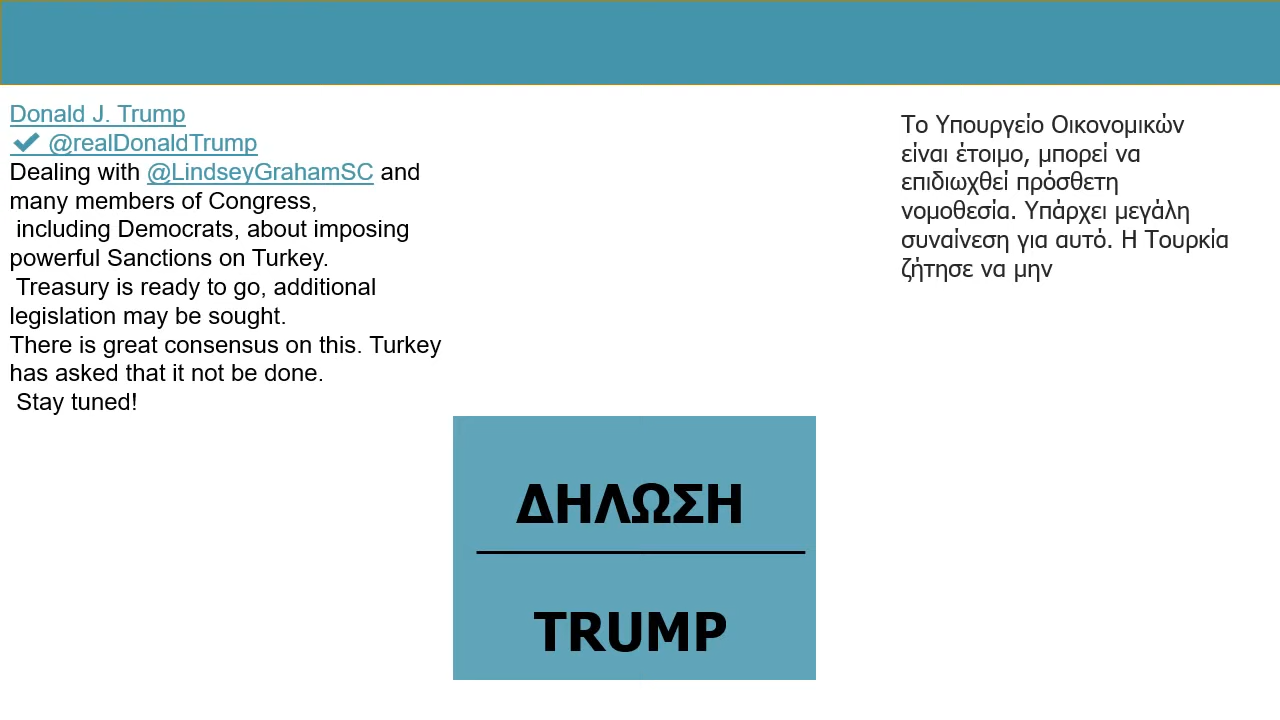 Donald J. Trump
✔ @realDonaldTrump
Dealing with @LindseyGrahamSC and
many members of Congress,
including Democrats, about imposing
powerful Sanctions on Turkey.
Treasury is ready to go, additional
legislation may be sought.
There is great consensus on this. Turkey
has asked that it not be done.
Stay tuned!
Το Υπουργείο Οικονομικών
είναι έτοιμο, μπορεί να
επιδιωχθεί πρόσθετη
νομοθεσία. Υπάρχει μεγάλη
συναίνεση για αυτό. Η Τουρκία
ζήτησε να μην
ΔΗΛΩΣΗ
TRUMP